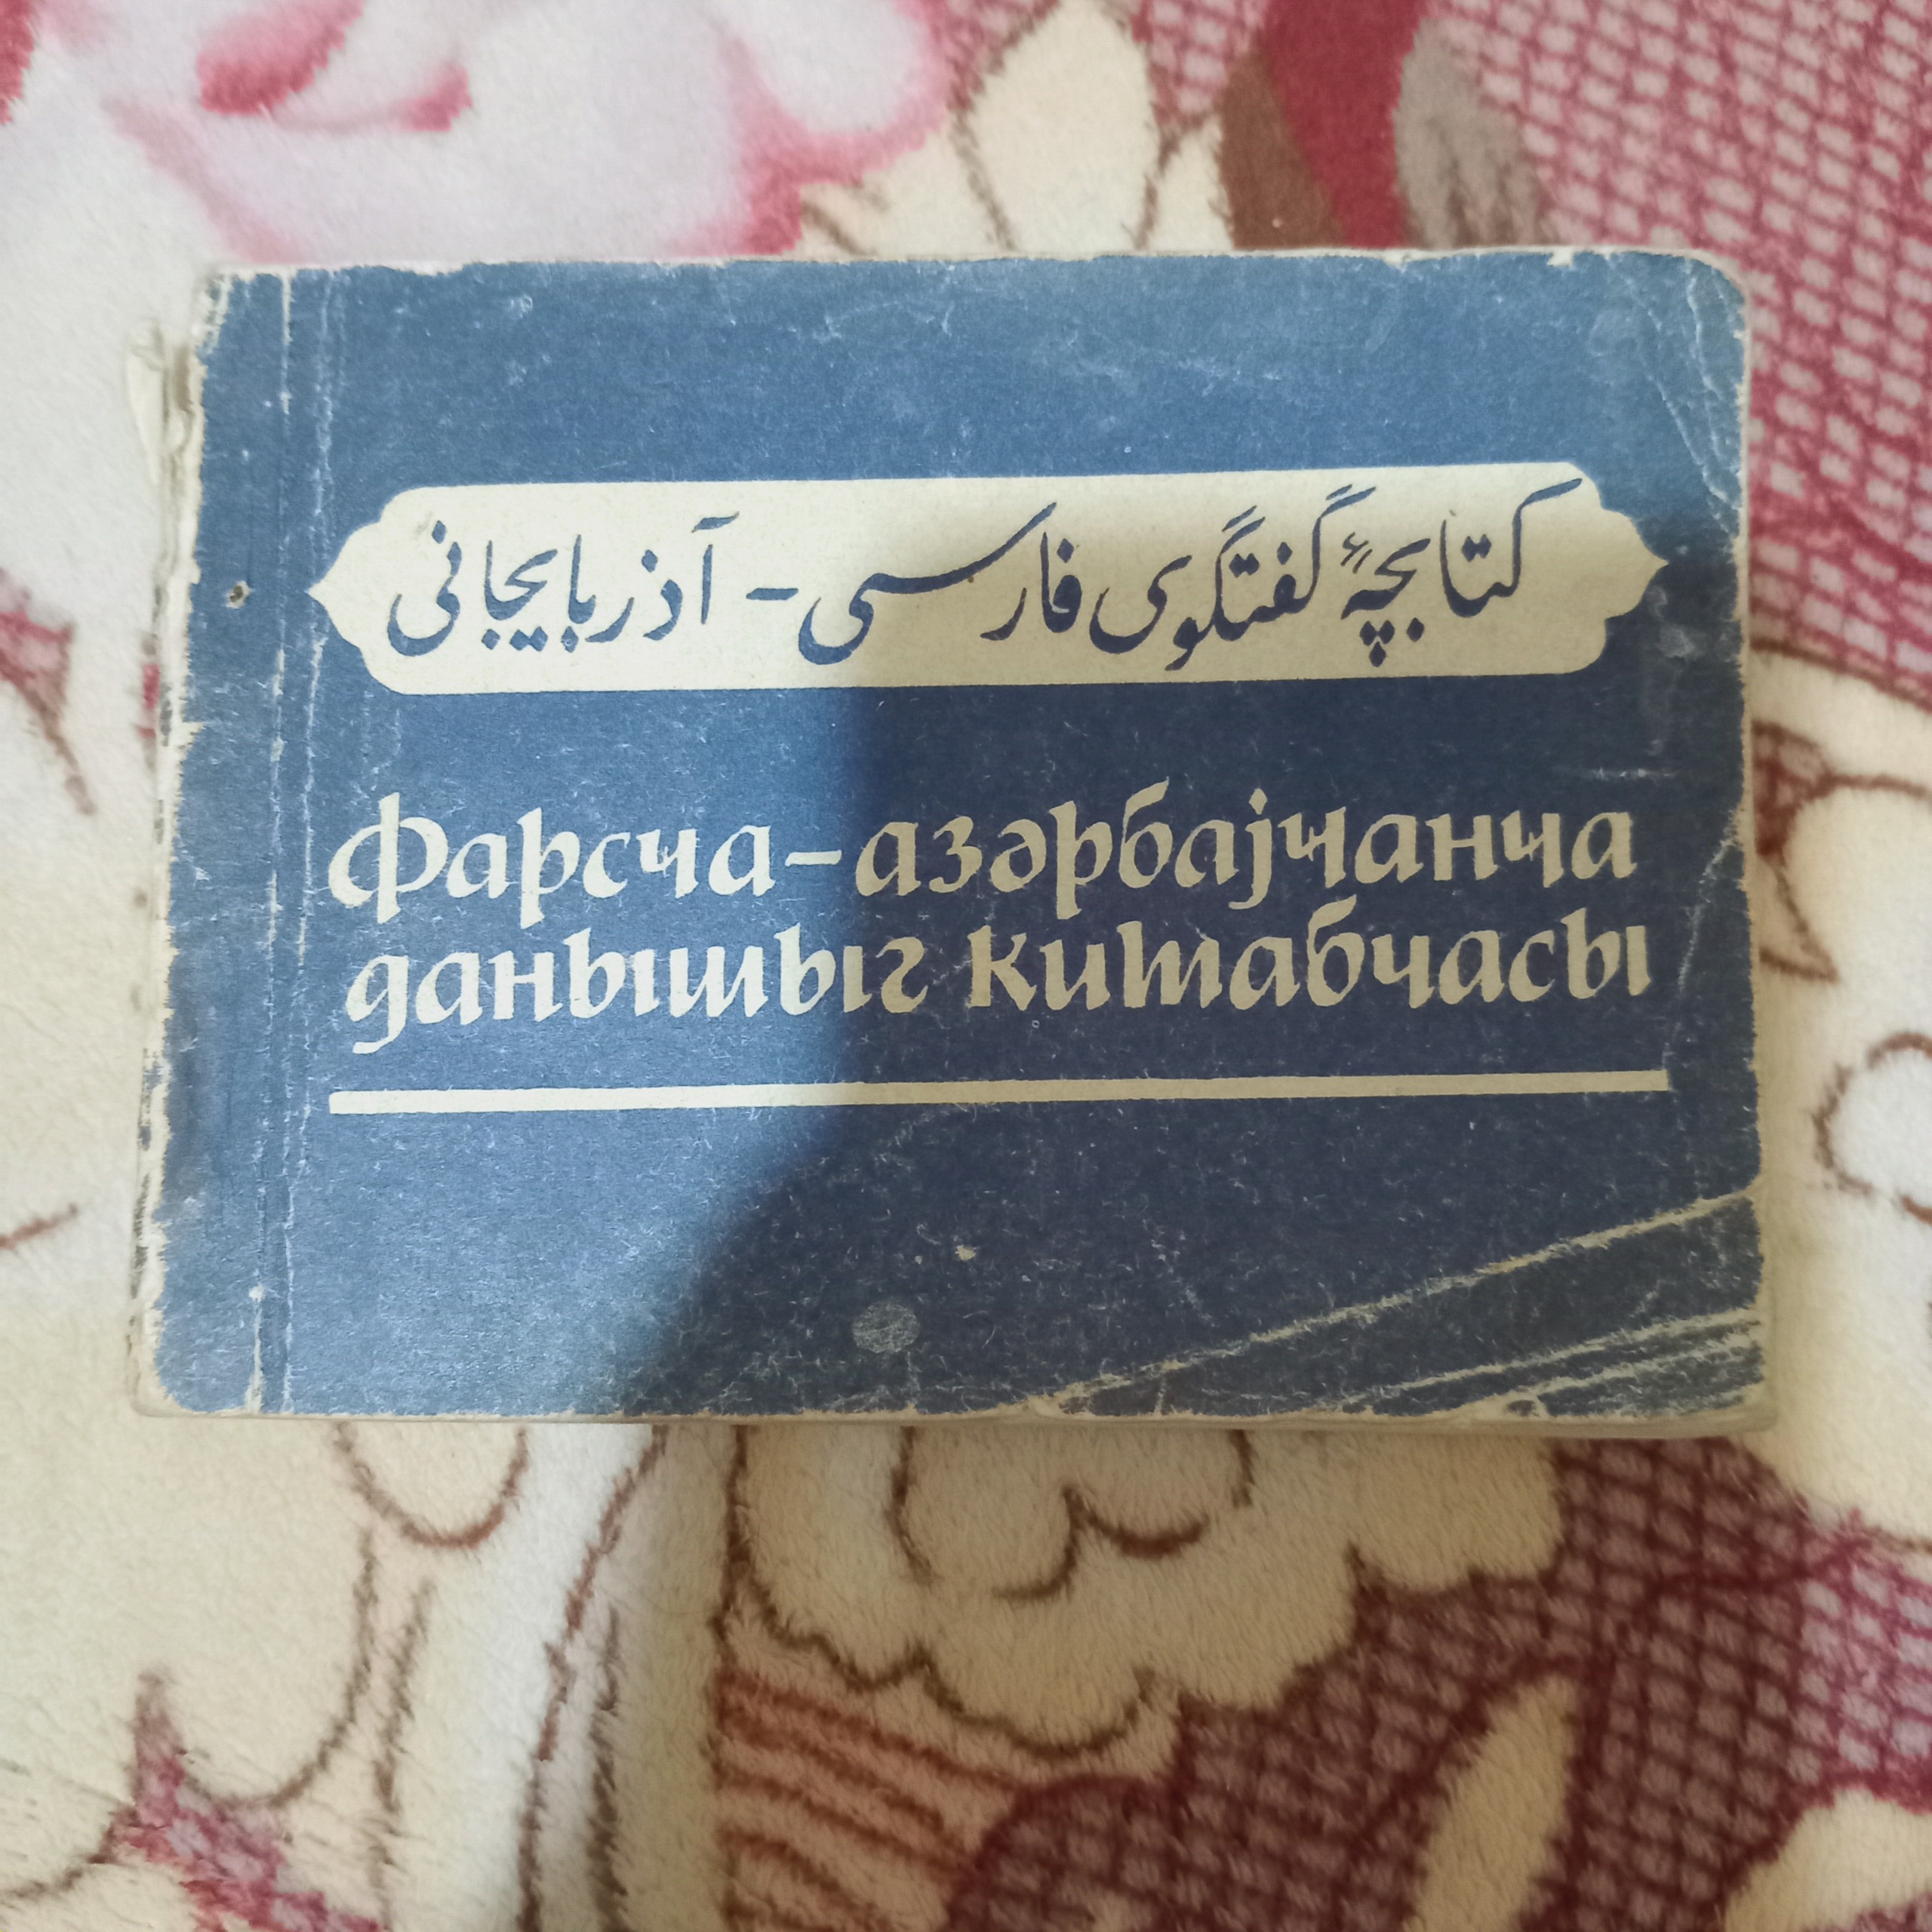 کتابچهٔ گفتگوی فارسی - آذربایجانی
Фарсча-азәрбајҹанча
данышыг китабчасы